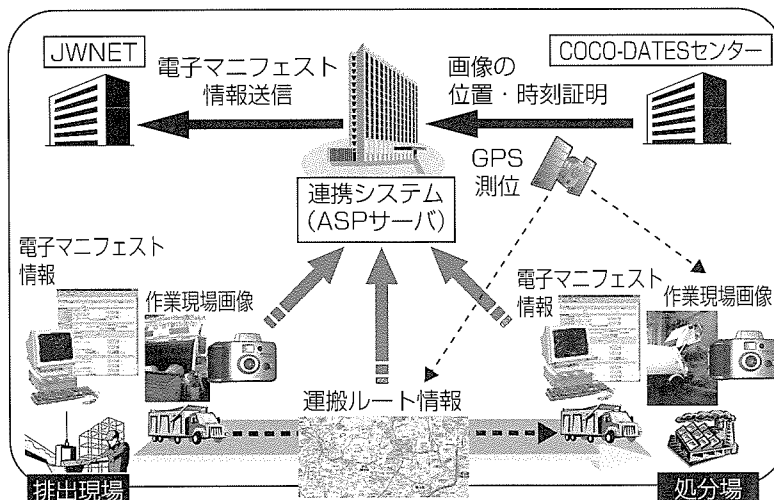 JWNET
電子マニフェスト
情報送信
画像の
位置・時刻証明
COCO-DATESセンター
GPS
測位
連携システム
(ASPサーバ)
電子マニフェスト
情報
作業現場画像
電子マニフェスト
情報
作業現場画像
運搬ルート情報
排出現場
処分場